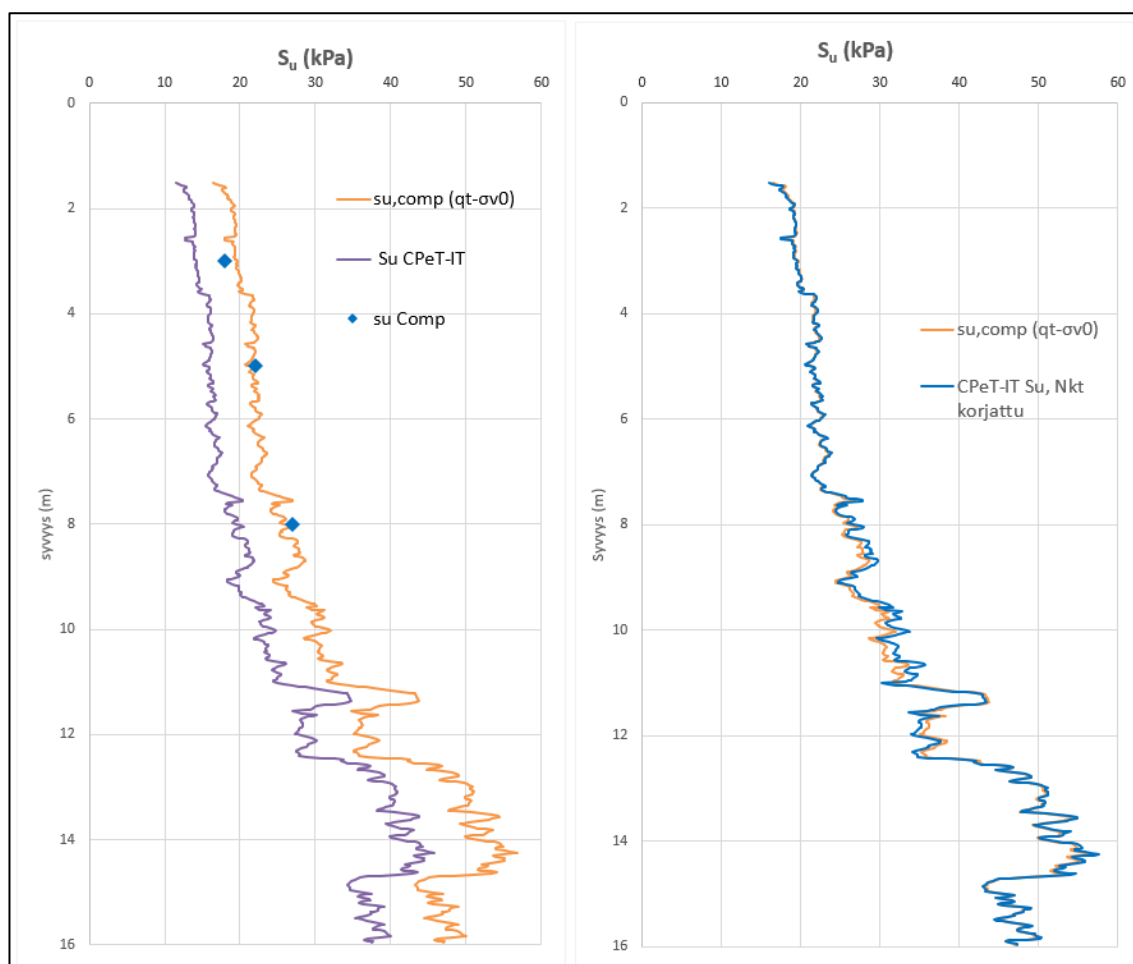 Su (kPa)
0 10 20 30 40 50 60
0
2
4
6
8
10
12
14
16
syvyys (m)
su,comp (qt-σv0)
Su CPeT-IT
su Comp
Su (kPa)
0 10 20 30 40 50 60
0
2
4
6
8
10
12
14
16
Syvyys (m)
su,comp (qt-σv0)
CPeT-IT Su, Nkt
korjattu